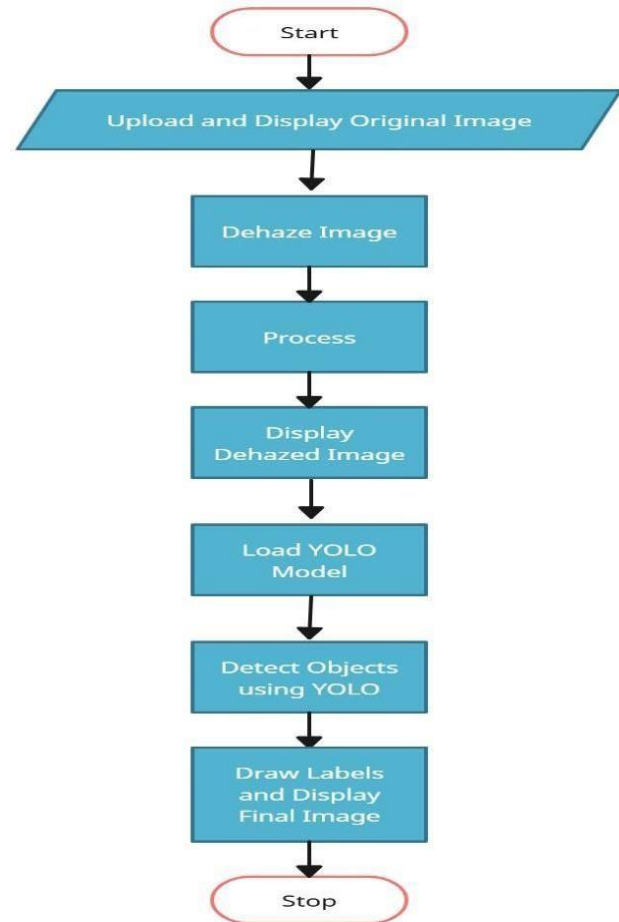 Start
Upload and Display Original Image
Dehaze Image
Process
Display
Dehazed Image
Load YOLO
Model
Detect Objects
using YOLO
Draw Labels
and Display
Final Image
Stop